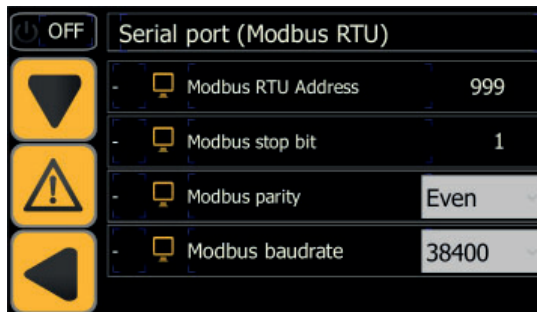 OFF Serial port (Modbus RTU)
- Modbus RTU Address 999
- Modbus stop bit 1
- Modbus parity Even
- Modbus baudrate 38400